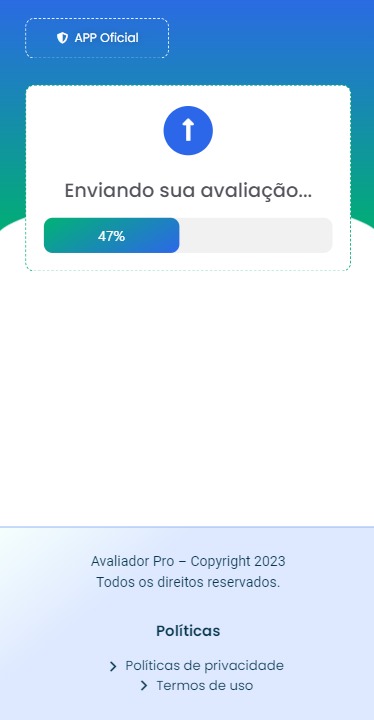 APP Oficial
Enviando sua avaliação...
47%
Avaliador Pro – Copyright 2023
Todos os direitos reservados.
Políticas
Políticas de privacidade
Termos de uso